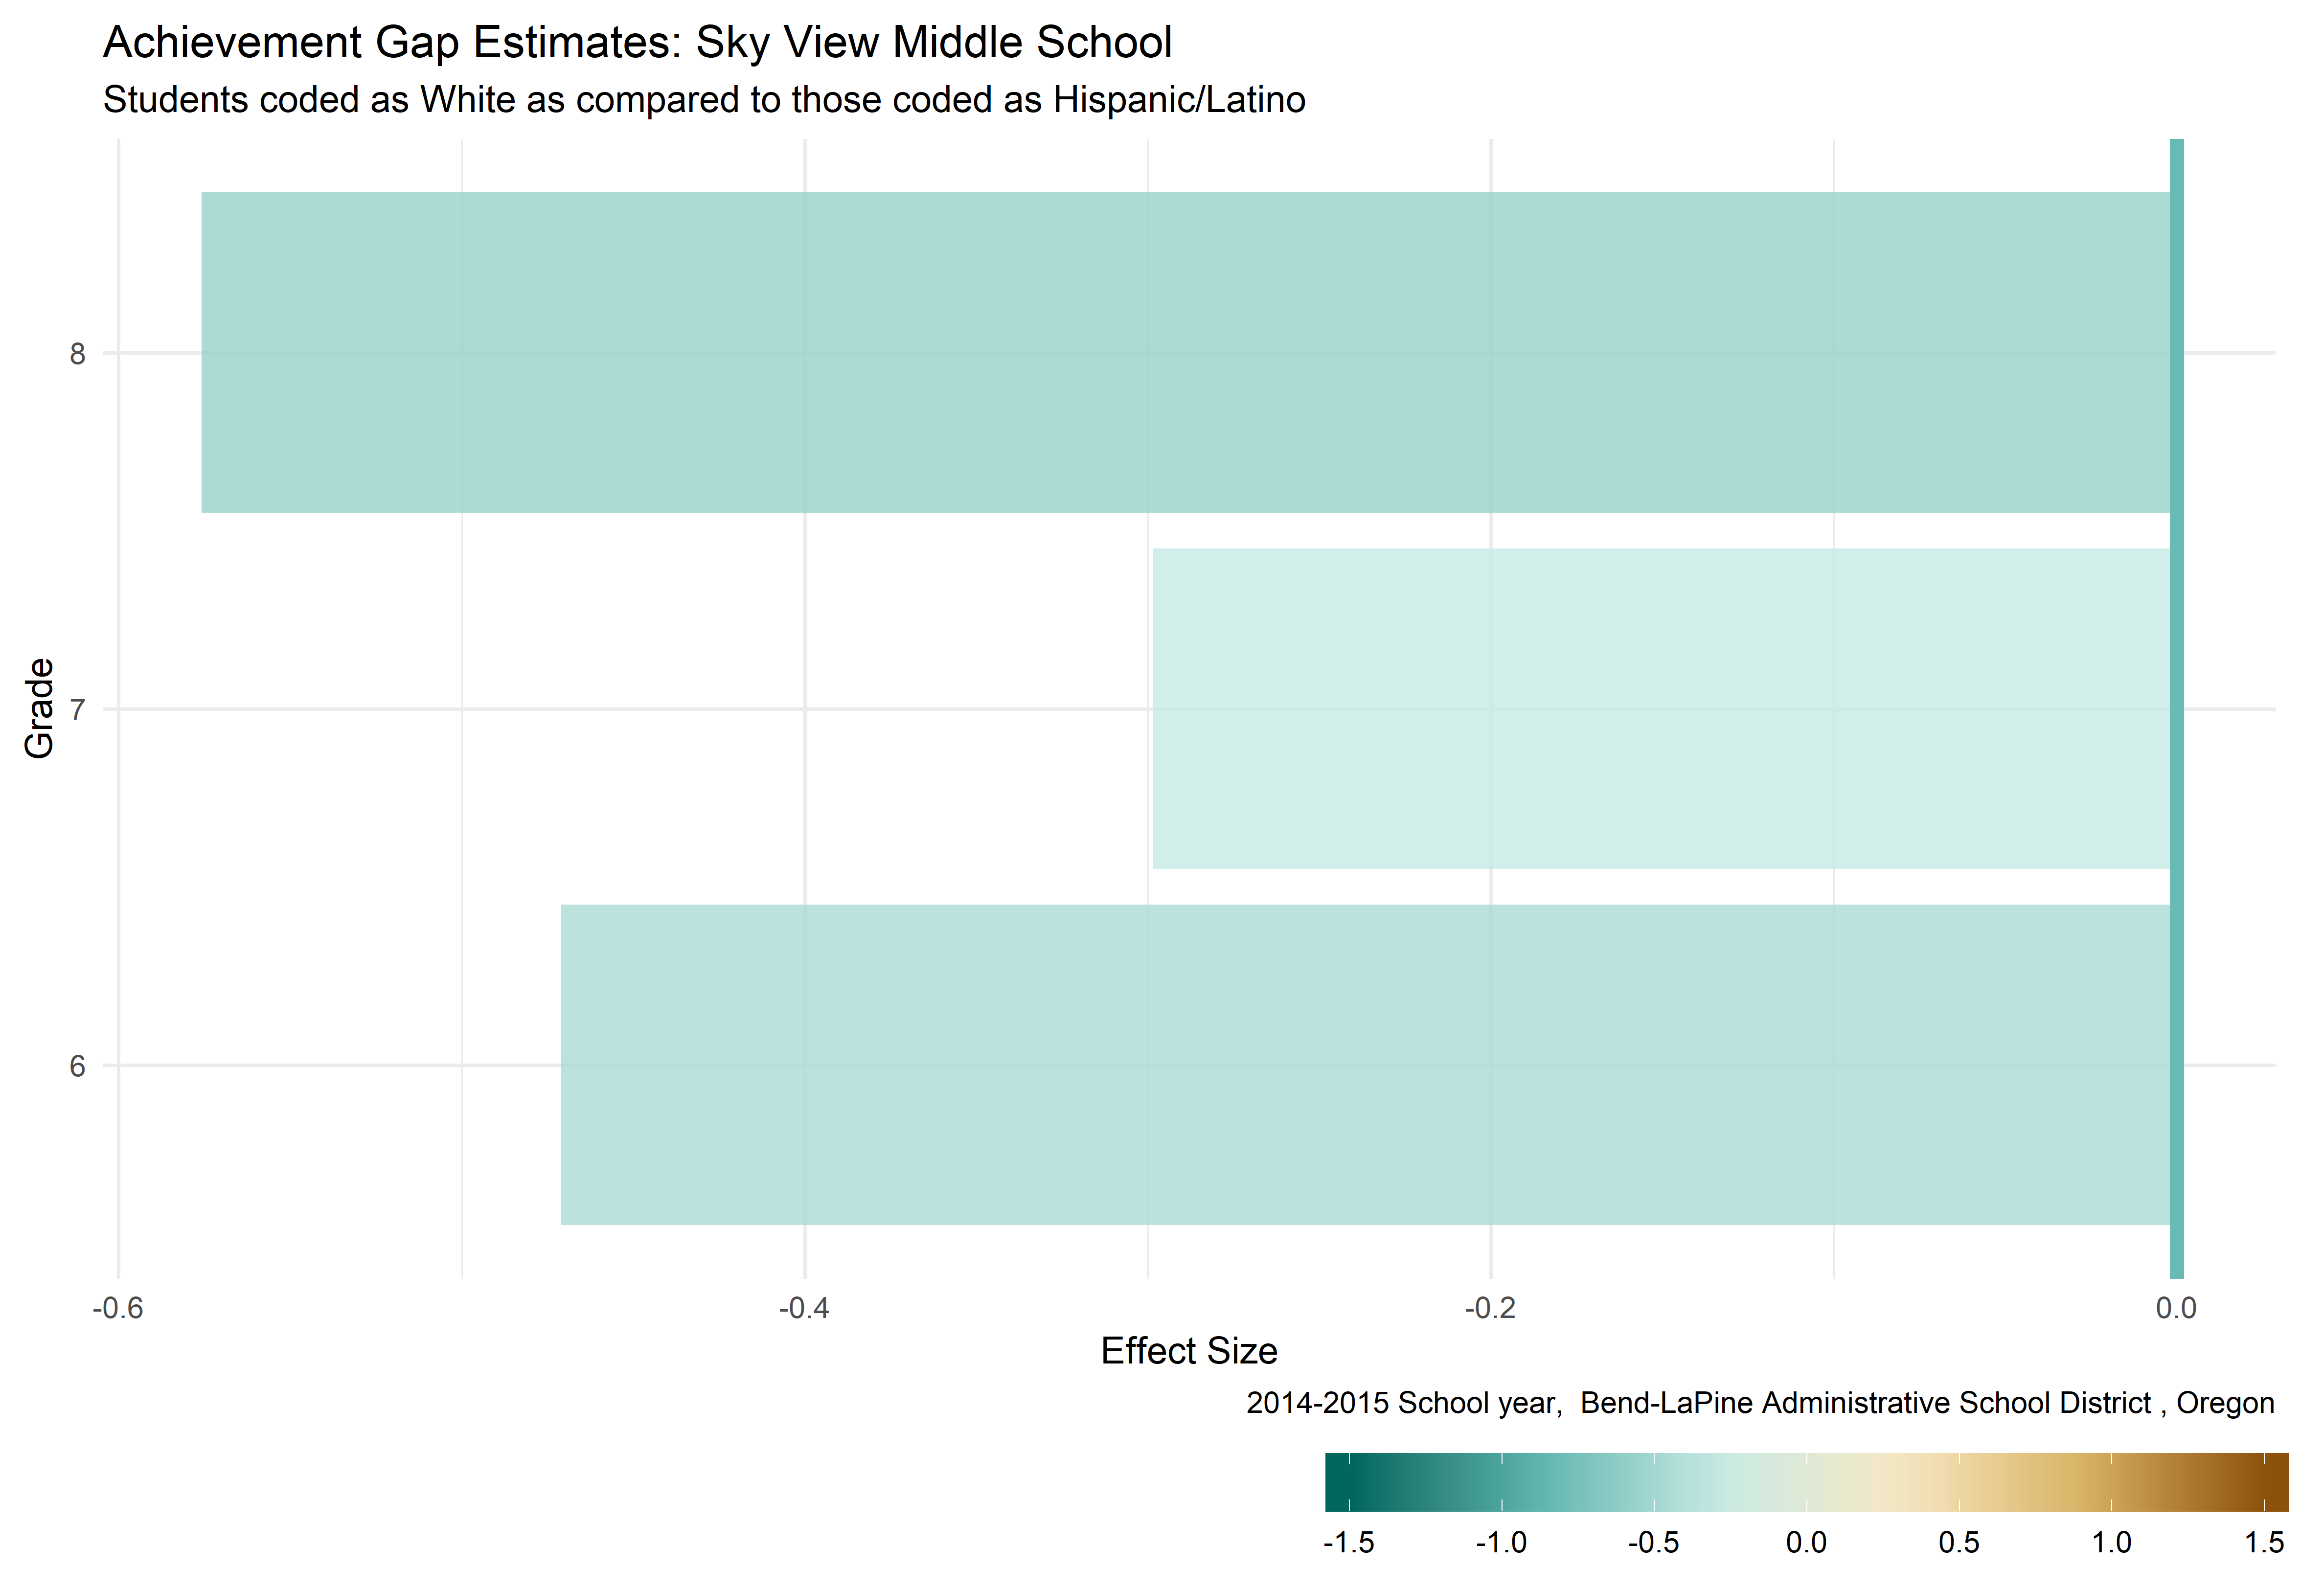 Achievement Gap Estimates: Sky View Middle School
Students coded as White as compared to those coded as Hispanic/Latino
Grade
8
7
6
-0.6 -0.4 -0.2 0.0
Effect Size
2014-2015 School year,  Bend-LaPine Administrative School District , Oregon
-1.5 -1.0 -0.5 0.0 0.5 1.0 1.5